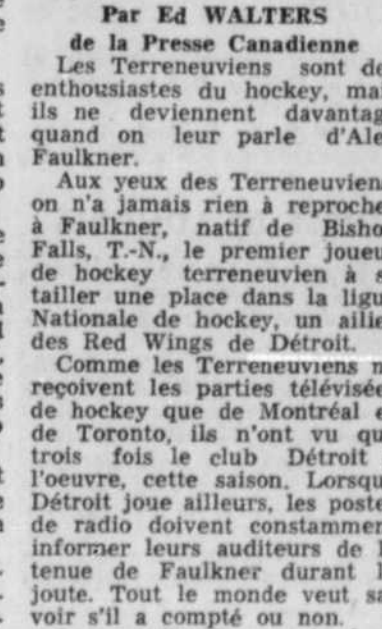 Par Ed WALTERS
de la Presse Canadienne
Les Terreneuviens sont de
enthousiastes du hockey, mai
ils ne deviennent davantag
quand on leur parle d'Ale
Faulkner.
Aux yeux des Terreneuvien
on n'a jamais rien à reproche
à Faulkner, natif de Bisho
Falls, T.-N., le premier joueu
de hockey terreneuvien à s
tailler une place dans la ligu
Nationale de hockey, un ailie
des Red Wings de Détroit.
Comme les Terreneuviens n
reçoivent les parties télévisée
de hockey que de Montréal e
de Toronto, ils n'ont vu qu
trois fois le club Détroit
l'oeuvre, cette saison. Lorsqu
Détroit joue ailleurs, les poste
de radio doivent constammen
informer leurs auditeurs de l
tenue de Faulkner durant l
joute. Tout le monde veut sa
voir s'il a compté ou non.